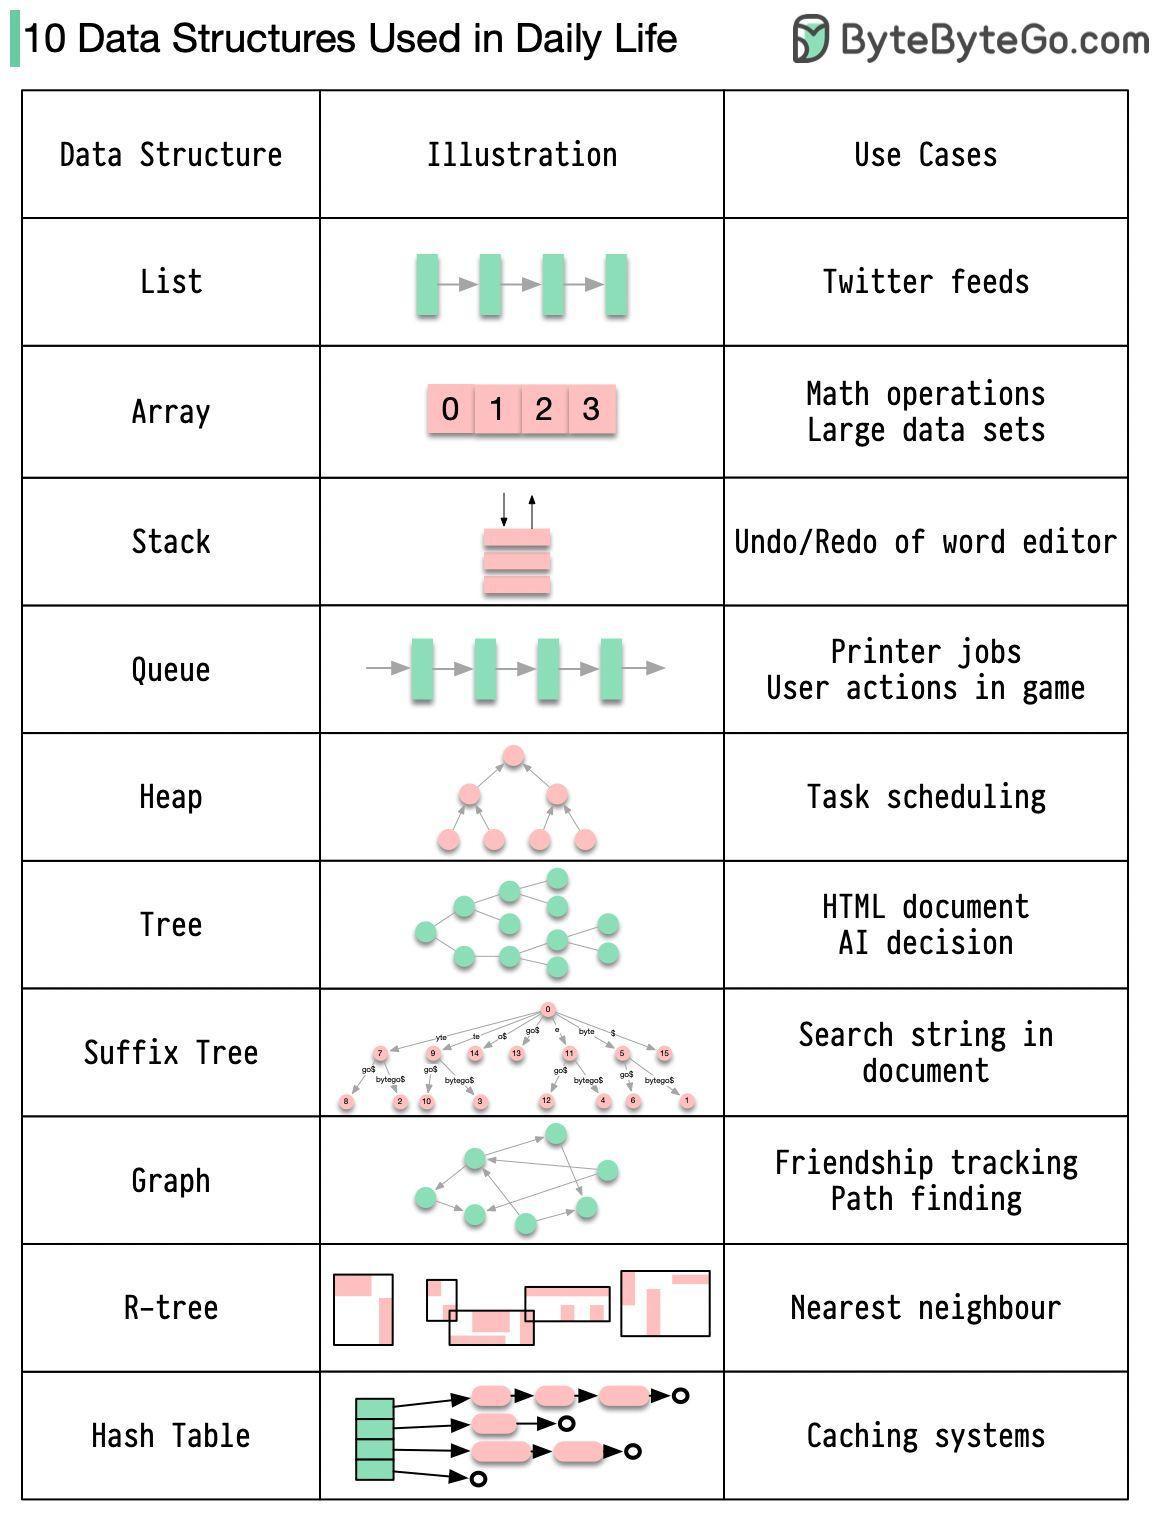 10 Data Structures Used in Daily Life
ByteByteGo.com
Data Structure
Illustration
Use Cases
List
Twitter feeds
Array
0 1 2 3
Math operations
Large data sets
Stack
Undo/Redo of word editor
Queue
Printer jobs
User actions in game
Heap
Task scheduling
Tree
HTML document
AI decision
Suffix Tree
0
yte te o$ go$ e byte $
7 9 14 13 11 5 15
go$ bytego$ go$ bytego$ go$ bytego$ go$ bytego$
8 2 10 3 12 4 6 1
Search string in
document
Graph
Friendship tracking
Path finding
R-tree
Nearest neighbour
Hash Table
Caching systems